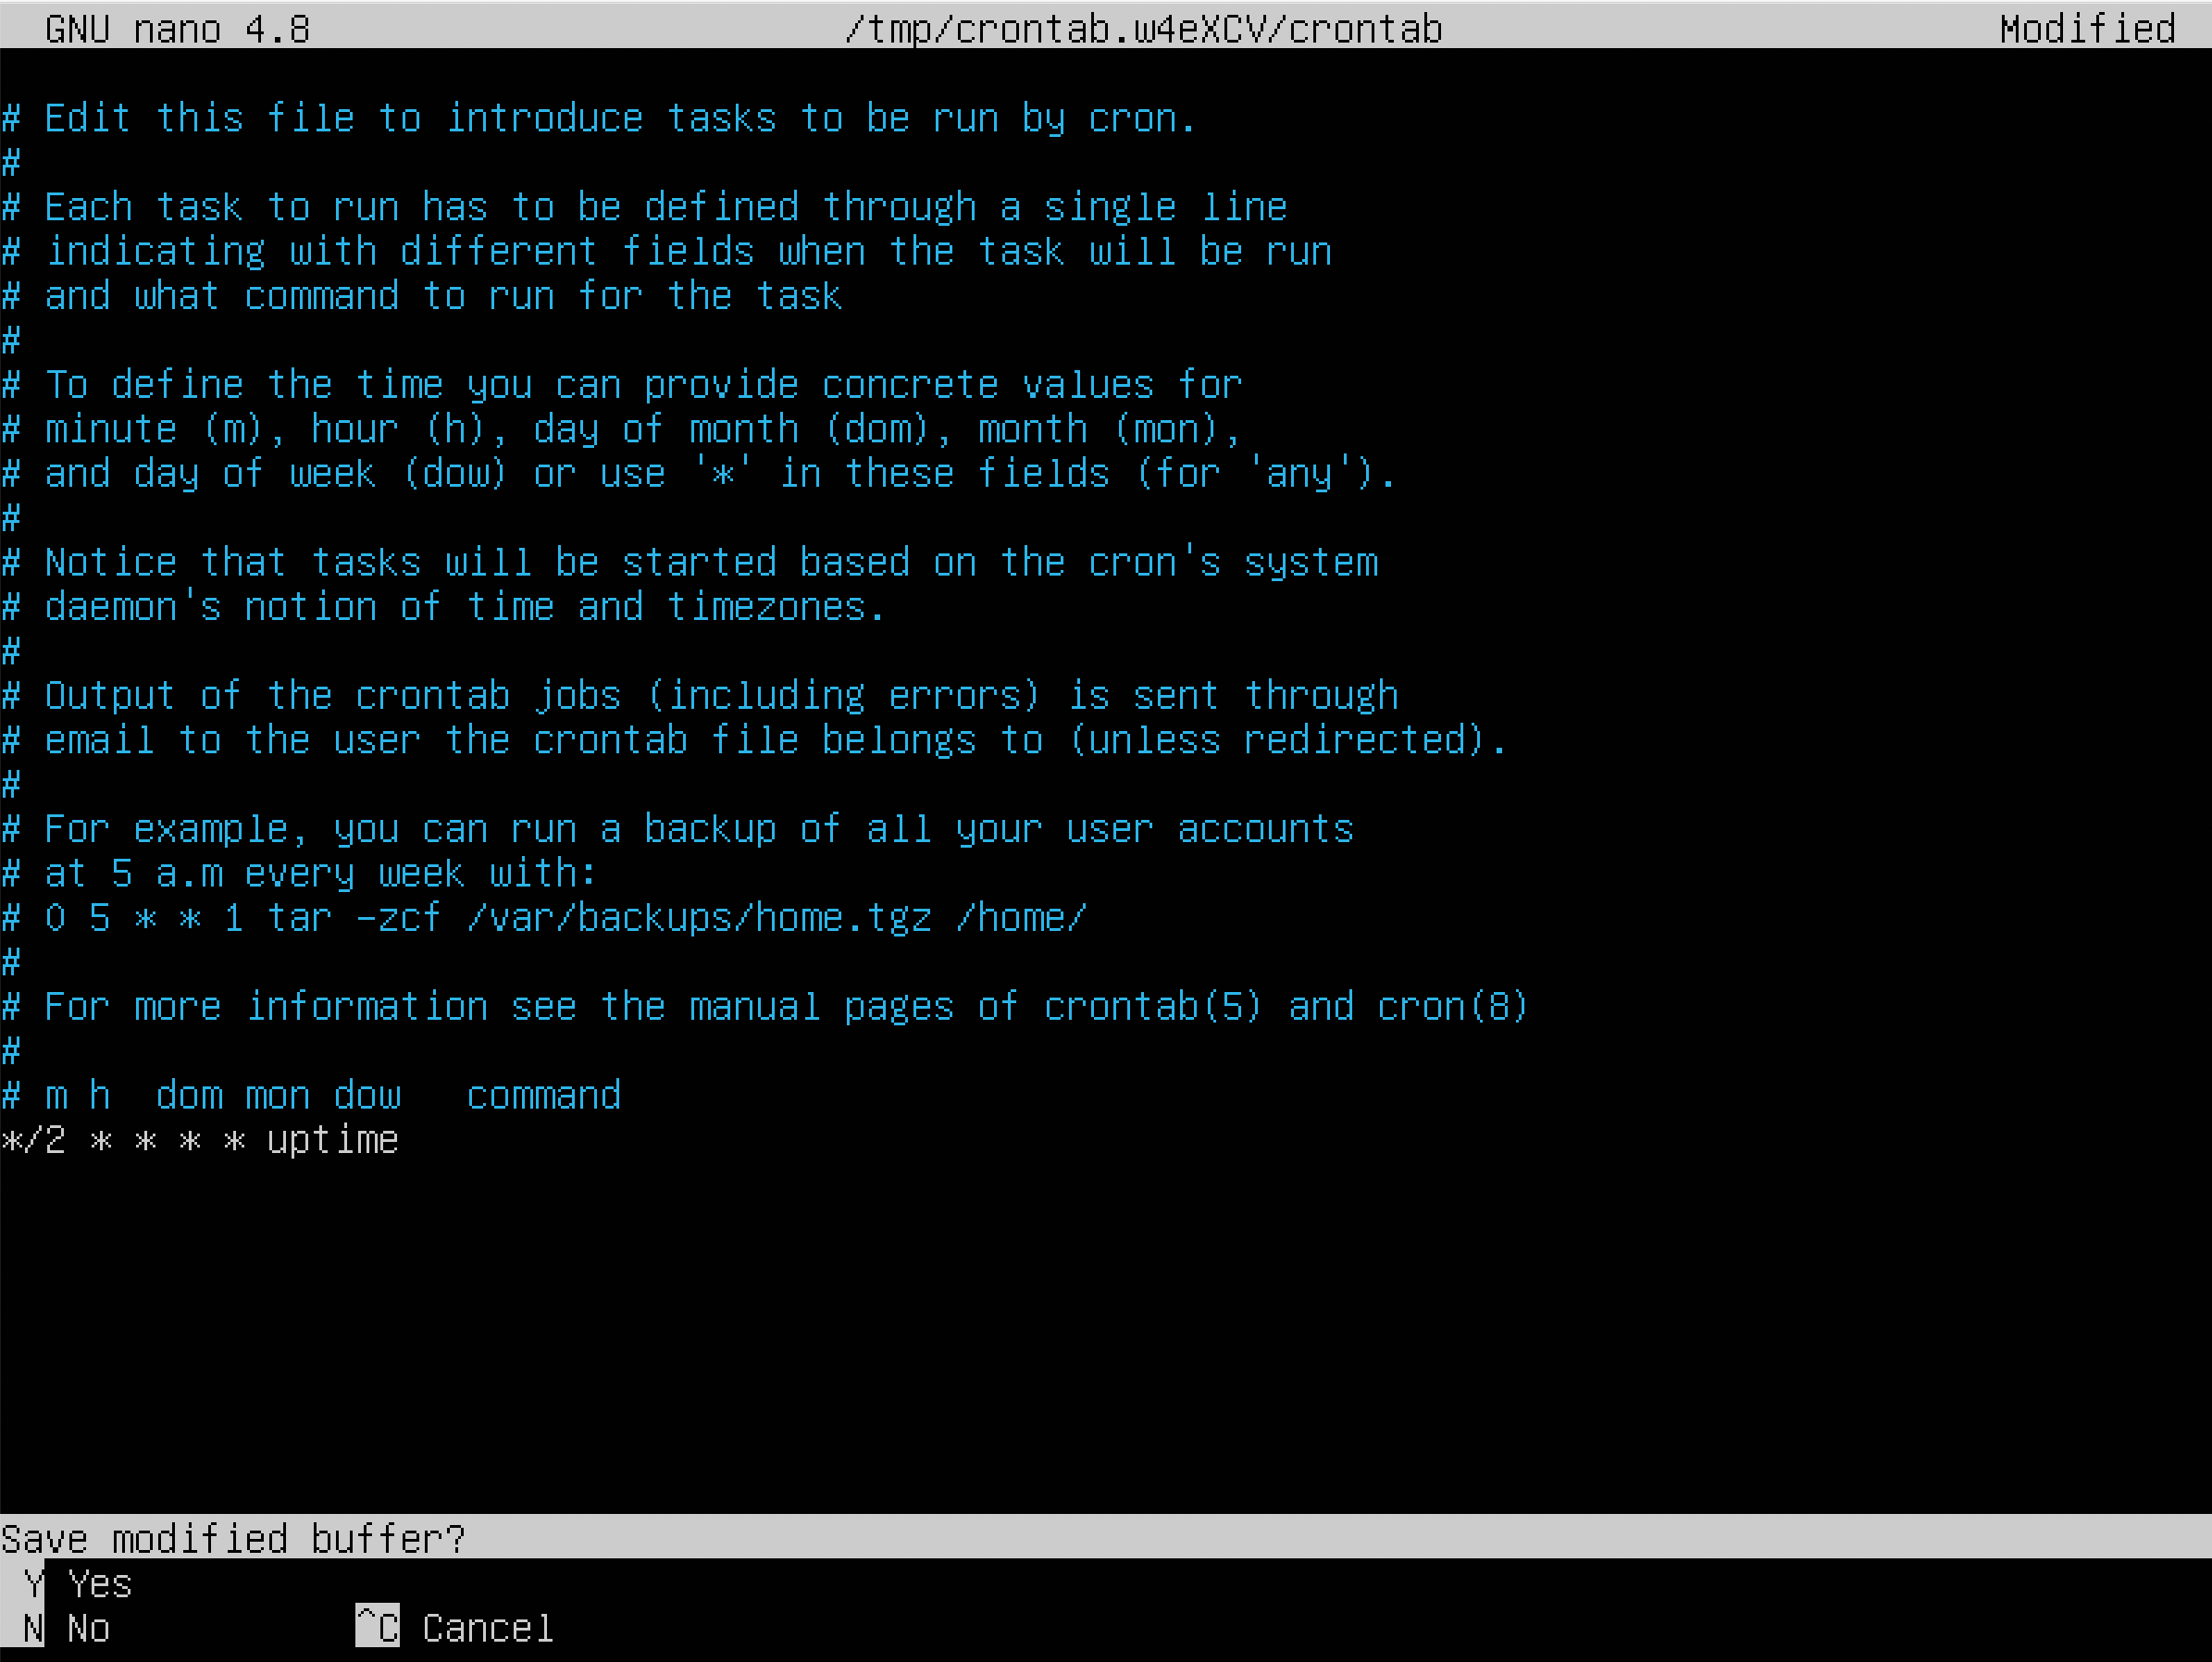 GNU nano 4.8 /tmp/crontab.w4eXCV/crontab Modified
# Edit this file to introduce tasks to be run by cron.
#
# Each task to run has to be defined through a single line
# indicating with different fields when the task will be run
# and what command to run for the task
#
# To define the time you can provide concrete values for
# minute (m), hour (h), day of month (dom), month (mon),
# and day of week (dow) or use '*' in these fields (for 'any').
#
# Notice that tasks will be started based on the cron's system
# daemon's notion of time and timezones.
#
# Output of the crontab jobs (including errors) is sent through
# email to the user the crontab file belongs to (unless redirected).
#
# For example, you can run a backup of all your user accounts
# at 5 a.m every week with:
# 0 5 * * 1 tar -zcf /var/backups/home.tgz /home/
#
# For more information see the manual pages of crontab(5) and cron(8)
#
# m h  dom mon dow   command
*/2 * * * * uptime
Save modified buffer?
Y Yes
N No ^C Cancel